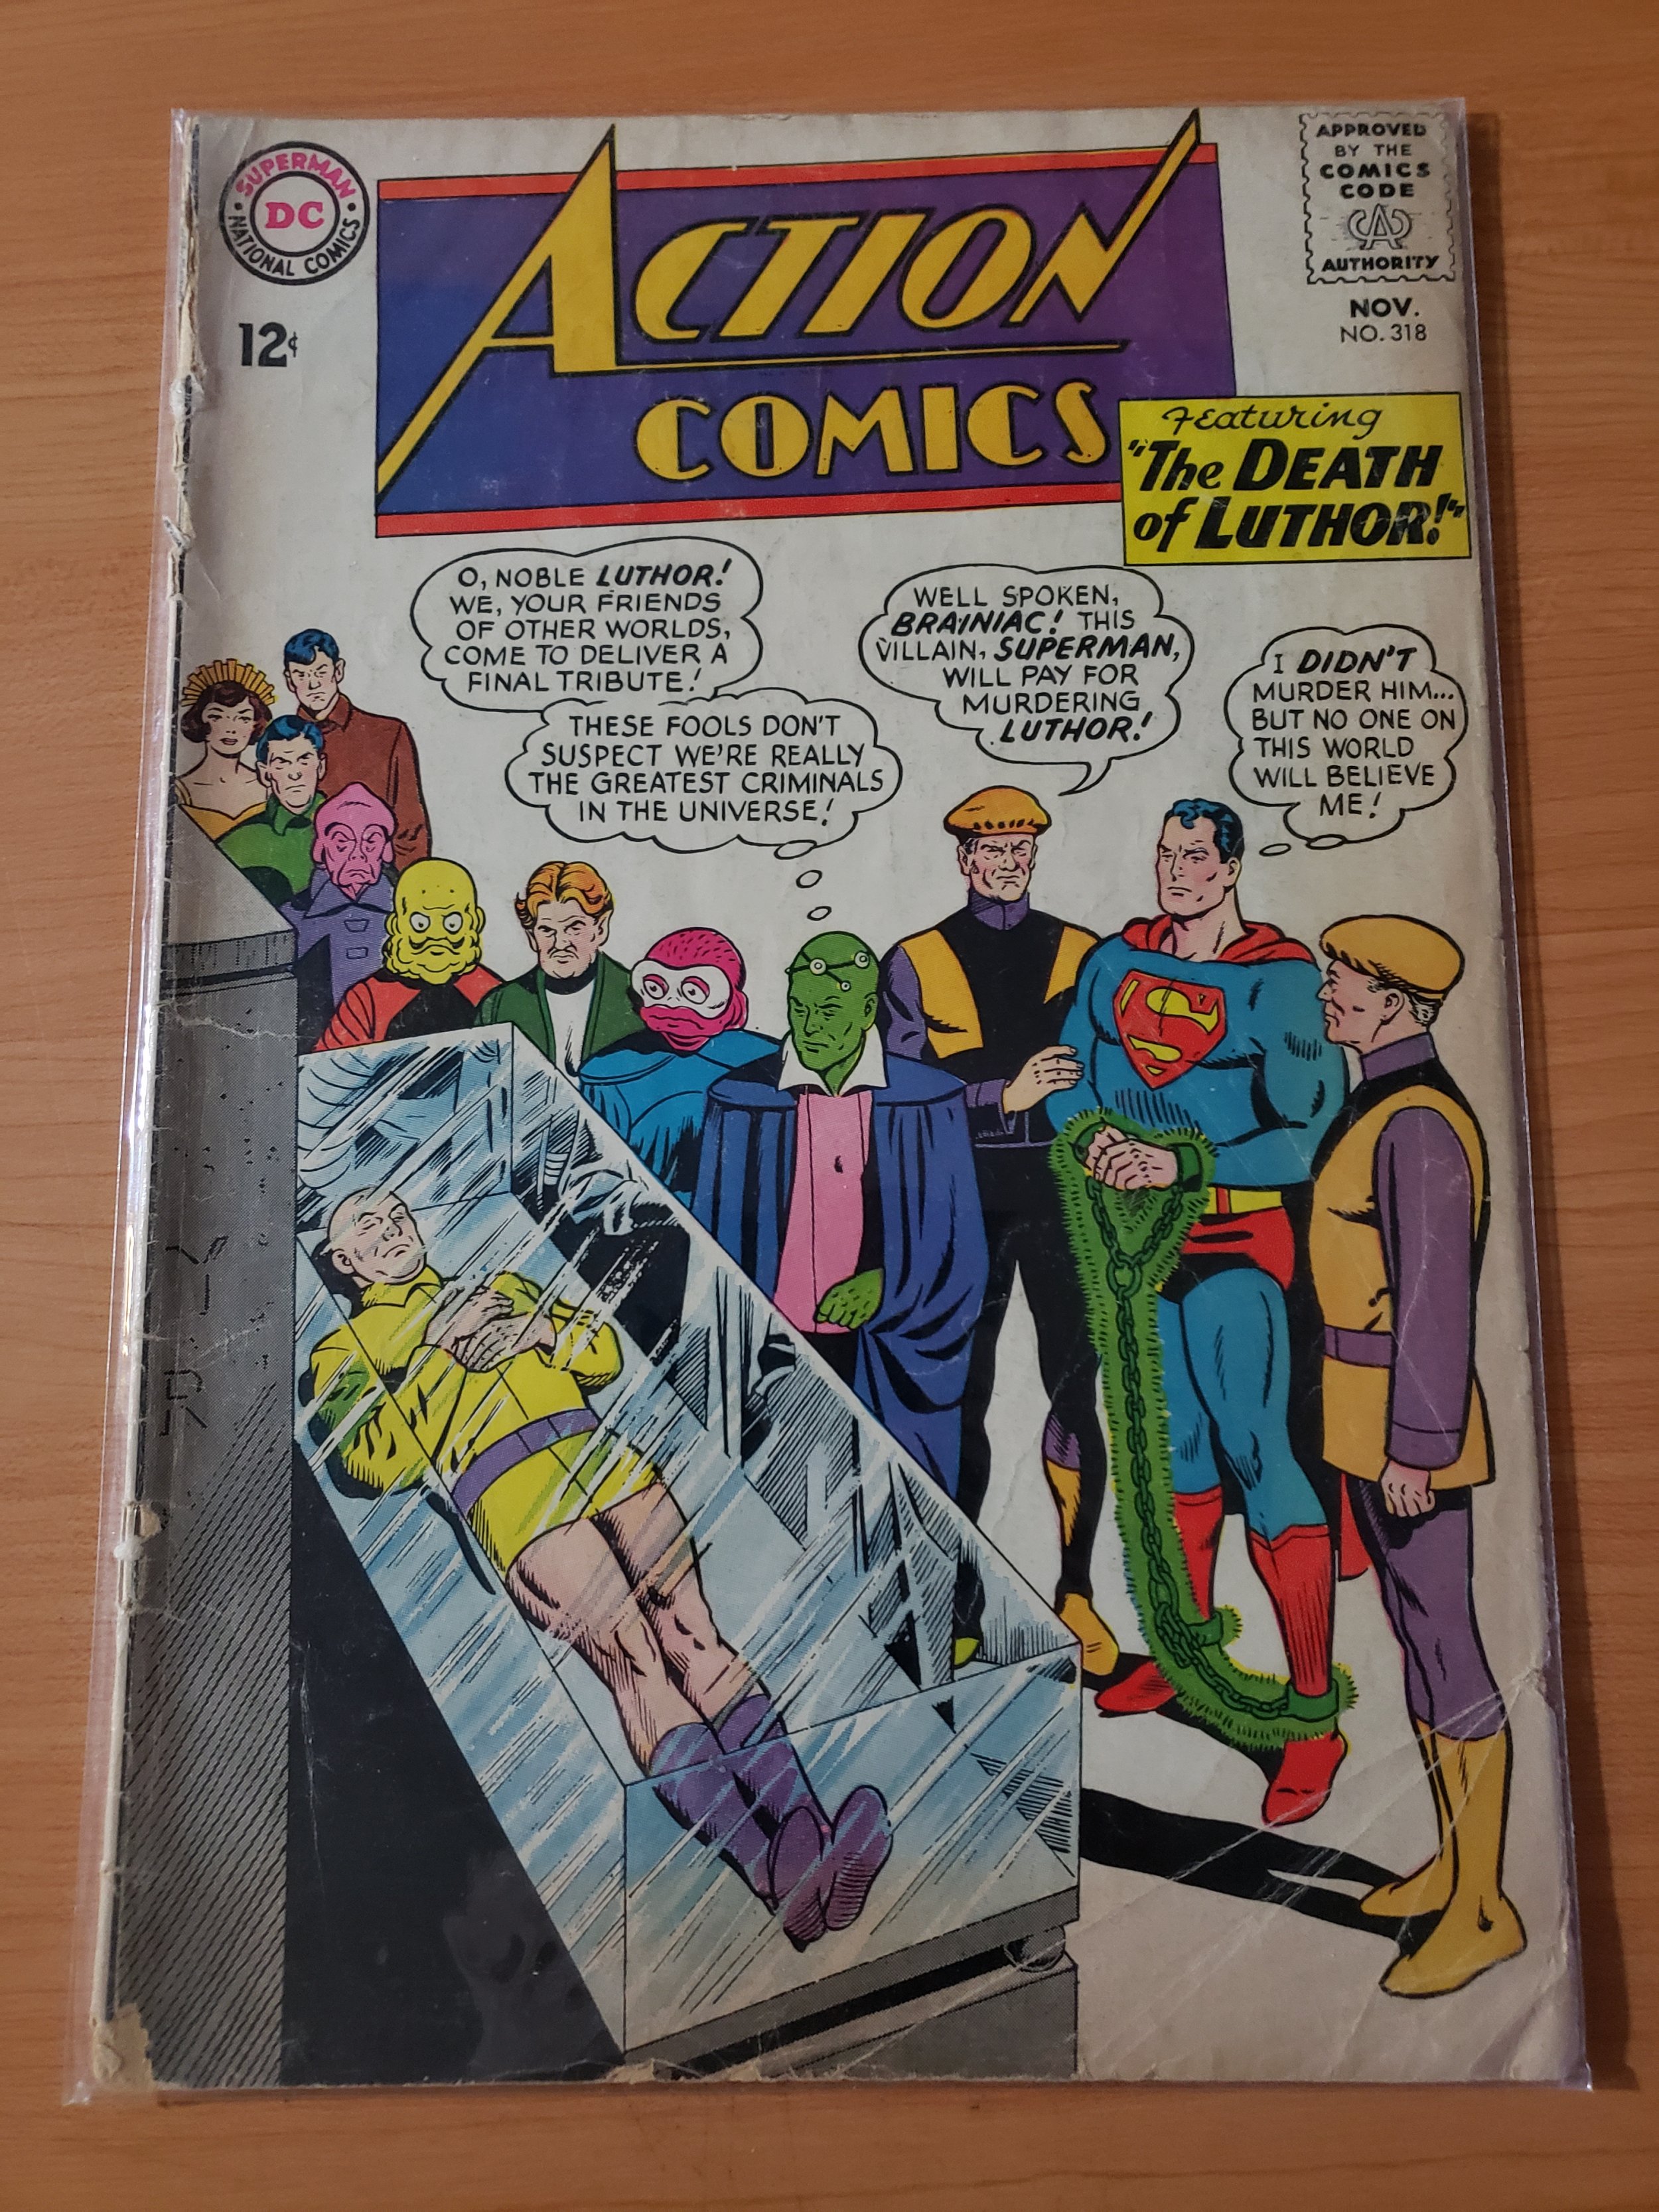 SUPERMAN
DC
NATIONAL COMICS
12¢
ACTION
COMICS
APPROVED
BY THE
COMICS
CODE
CA
AUTHORITY
NOV.
NO. 318
Featuring
"The DEATH
of LUTHOR!"
O, NOBLE LUTHOR!
WE, YOUR FRIENDS
OF OTHER WORLDS,
COME TO DELIVER A
FINAL TRIBUTE!
THESE FOOLS DON'T
SUSPECT WE'RE REALLY
THE GREATEST CRIMINALS
IN THE UNIVERSE!
WELL SPOKEN,
BRAINIAC! THIS
VILLAIN, SUPERMAN,
WILL PAY FOR
MURDERING
LUTHOR!
I DIDN'T
MURDER HIM...
BUT NO ONE ON
THIS WORLD
WILL BELIEVE
ME!
S